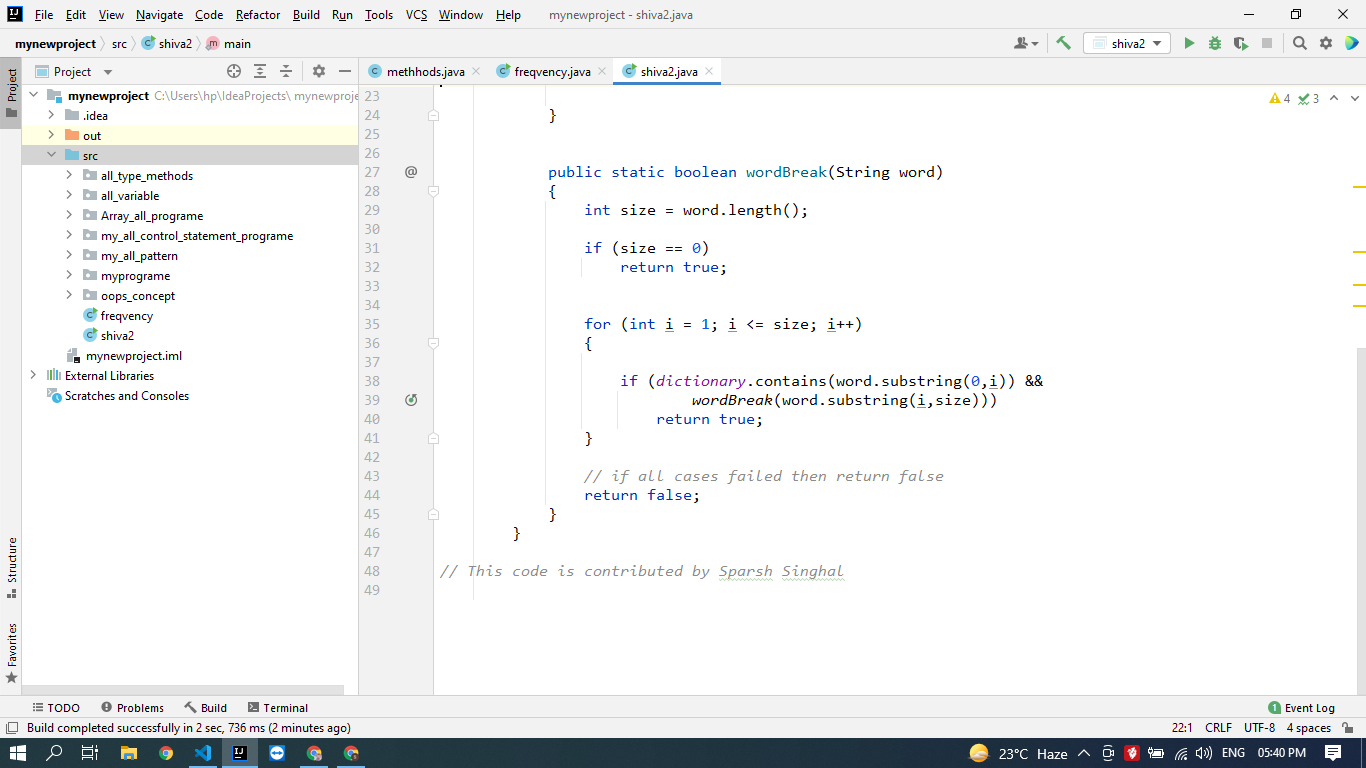 File Edit View Navigate Code Refactor Build Run Tools VCS Window Help mynewproject - shiva2.java
mynewproject src shiva2 main shiva2
Project
Project
methhods.java freqvency.java shiva2.java
mynewproject C:\Users\hp\IdeaProjects\ mynewproje
.idea
out
src
all_type_methods
all_variable
Array_all_programe
my_all_control_statement_programe
my_all_pattern
myprograme
oops_concept
freqvency
shiva2
mynewproject.iml
External Libraries
Scratches and Consoles
Structure
Favorites
4 3
23
24 }
25
26
27 @ public static boolean wordBreak(String word)
28 {
29 int size = word.length();
30
31 if (size == 0)
32 return true;
33
34
35 for (int i = 1; i <= size; i++)
36 {
37
38 if (dictionary.contains(word.substring(0,i)) &&
39 wordBreak(word.substring(i,size)))
40 return true;
41 }
42
43 // if all cases failed then return false
44 return false;
45 }
46 }
47
48 // This code is contributed by Sparsh Singhal
49
TODO Problems Build Terminal 1 Event Log
Build completed successfully in 2 sec, 736 ms (2 minutes ago) 22:1 CRLF UTF-8 4 spaces
23°C Haze ENG 05:40 PM